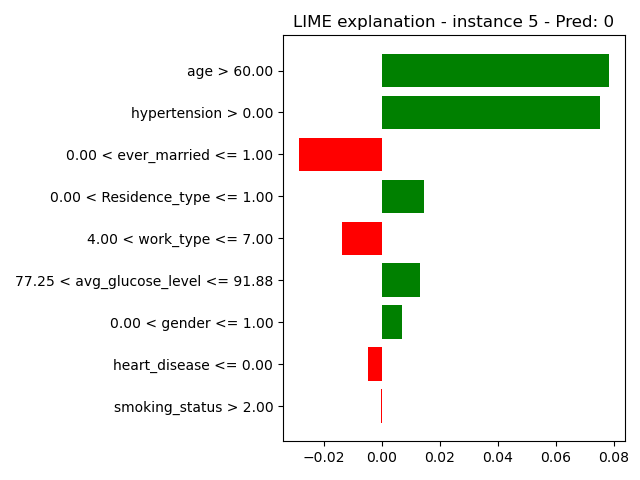 LIME explanation - instance 5 - Pred: 0
age > 60.00
hypertension > 0.00
0.00 < ever_married <= 1.00
0.00 < Residence_type <= 1.00
4.00 < work_type <= 7.00
77.25 < avg_glucose_level <= 91.88
0.00 < gender <= 1.00
heart_disease <= 0.00
smoking_status > 2.00
−0.02 0.00 0.02 0.04 0.06 0.08